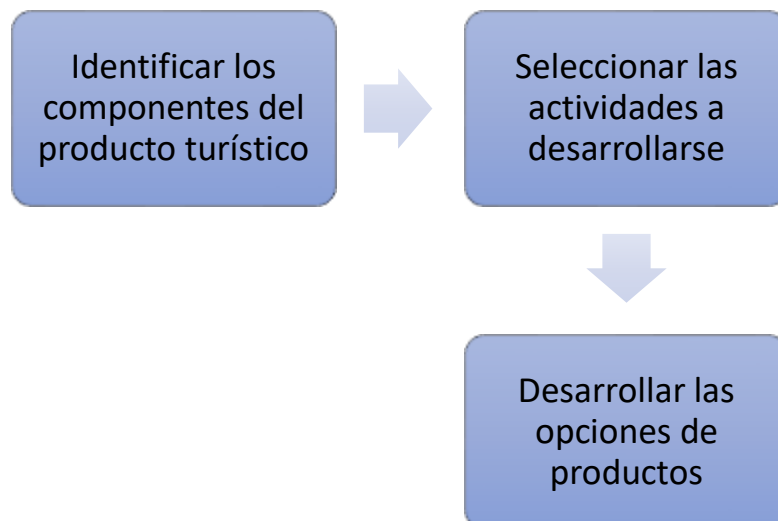 Identificar los
componentes del
producto turístico
Seleccionar las
actividades a
desarrollarse
Desarrollar las
opciones de
productos